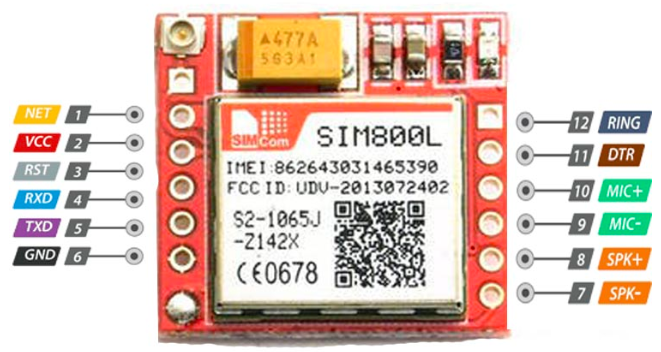 477A
5G3A1
NET 1
VCC 2
RST 3
RXD 4
TXD 5
GND 6
SIMCom
SIM800L
IMEI:862643031465390
FCC ID: UDV-2013072402
S2-1065J
-Z142X
CE0678
12 RING
11 DTR
10 MIC+
9 MIC-
8 SPK+
7 SPK-